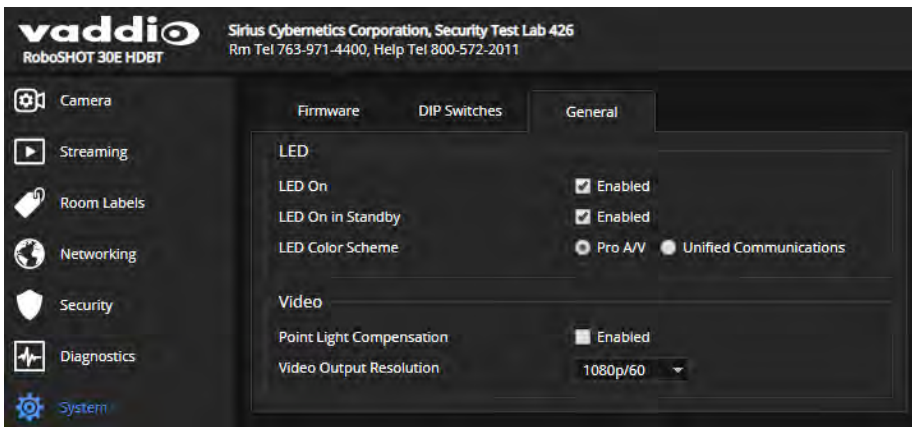 vaddio
RoboSHOT 30E HDBT
Sirius Cybernetics Corporation, Security Test Lab 426
Rm Tel 763-971-4400, Help Tel 800-572-2011
Camera
Streaming
Room Labels
Networking
Security
Diagnostics
System
Firmware DIP Switches General
LED
LED On Enabled
LED On in Standby Enabled
LED Color Scheme Pro A/V Unified Communications
Video
Point Light Compensation Enabled
Video Output Resolution 1080p/60